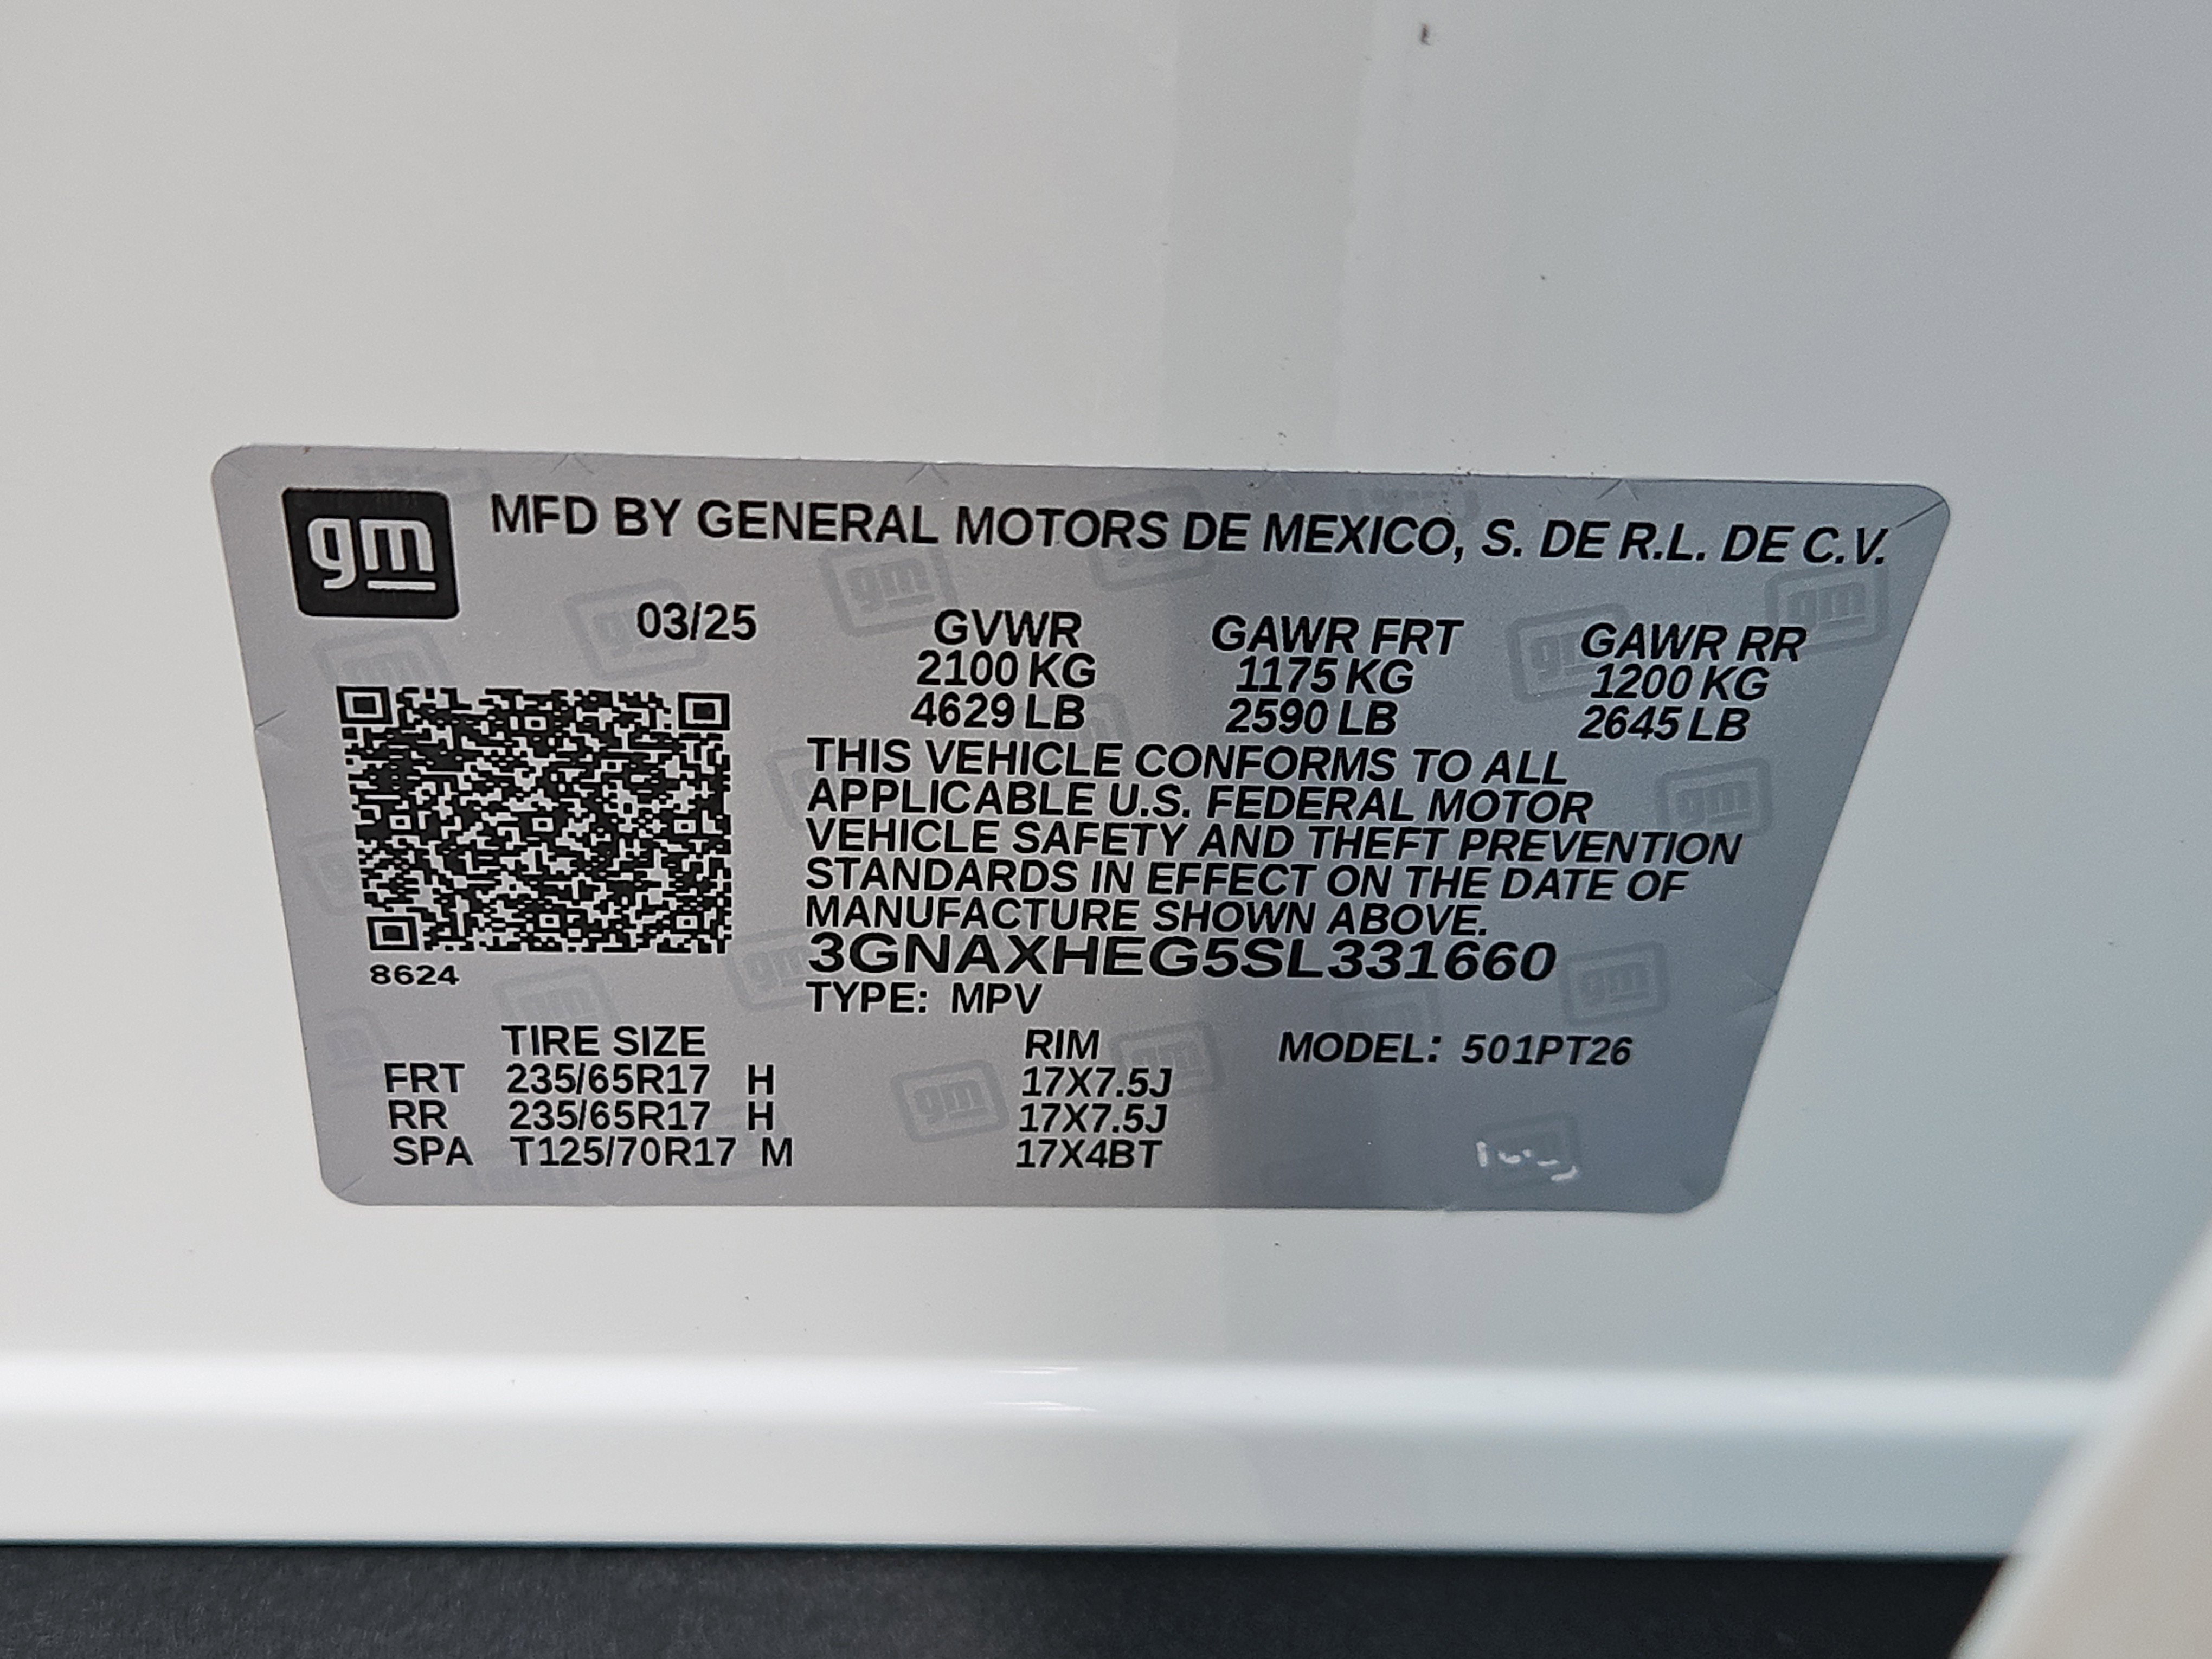 gm MFD BY GENERAL MOTORS DE MEXICO, S. DE R.L. DE C.V.
03/25 GVWR GAWR FRT GAWR RR
2100 KG 1175 KG 1200 KG
4629 LB 2590 LB 2645 LB
THIS VEHICLE CONFORMS TO ALL
APPLICABLE U.S. FEDERAL MOTOR
VEHICLE SAFETY AND THEFT PREVENTION
STANDARDS IN EFFECT ON THE DATE OF
MANUFACTURE SHOWN ABOVE.
3GNAXHEG5SL331660
8624
TYPE: MPV
TIRE SIZE RIM MODEL: 501PT26
FRT 235/65R17 H 17X7.5J
RR 235/65R17 H 17X7.5J
SPA T125/70R17 M 17X4BT